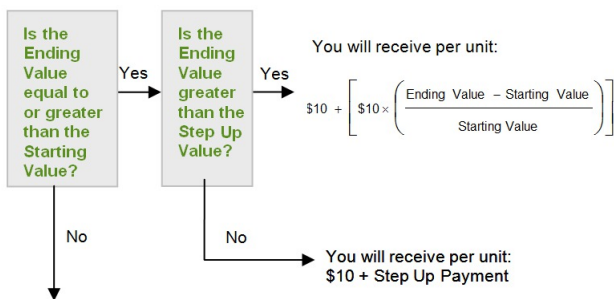 Is the
Ending
Value
equal to
or greater
than the
Starting
Value?
Yes
Is the
Ending
Value
greater
than the
Step Up
Value?
Yes
You will receive per unit:
$10 + [ $10 × ( Ending Value – Starting Value
Starting Value ) ]
No
No
You will receive per unit:
$10 + Step Up Payment